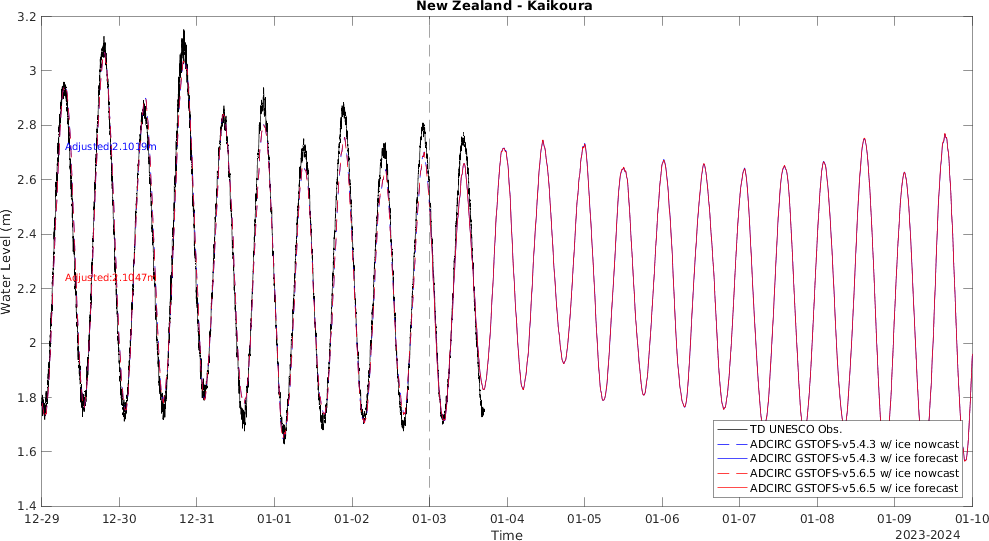 New Zealand - Kaikoura
3.2
3
2.8
2.6
2.4
2.2
2
1.8
1.6
1.4
Water Level (m)
Adjusted:2.1019m
Adjusted:2.1047m
TD UNESCO Obs.
ADCIRC GSTOFS-v5.4.3 w/ ice nowcast
ADCIRC GSTOFS-v5.4.3 w/ ice forecast
ADCIRC GSTOFS-v5.6.5 w/ ice nowcast
ADCIRC GSTOFS-v5.6.5 w/ ice forecast
12-29 12-30 12-31 01-01 01-02 01-03 01-04 01-05 01-06 01-07 01-08 01-09 01-10
Time
2023-2024